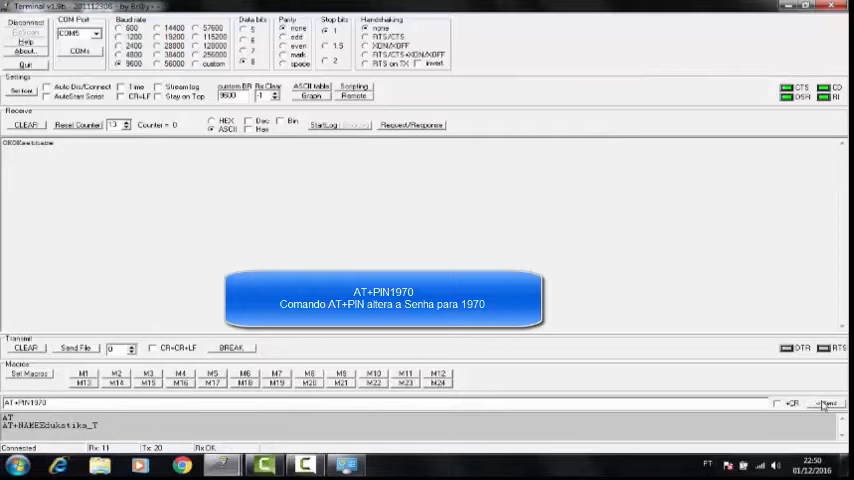 Terminal v1.9b - 20111230ß - by Br@y++
Disconnect
ReScan
Help
About..
Quit
COM Port
COM5
COMs
Baud rate
600
1200
2400
4800
9600
14400
19200
28800
38400
56000
57600
115200
128000
256000
custom
Data bits
5
6
7
8
Parity
none
odd
even
mark
space
Stop bits
1
1.5
2
Handshaking
none
RTS/CTS
XON/XOFF
RTS/CTS+XON/XOFF
RTS on TX
invert
Settings
Set font
Auto Dis/Connect
AutoStart Script
Time
CR=LF
Stream log
Stay on Top
custom BR
9600
Rx Clear
-1
ASCII table
Graph
Scripting
Remote
CTS
DSR
CD
RI
Receive
CLEAR
Reset Counter
13
Counter = 0
HEX
ASCII
Dec
Hex
Bin
StartLog
StopLog
Request/Response
OKOKsetname
AT+PIN1970
Comando AT+PIN altera a Senha para 1970
Transmit
CLEAR
Send File
0
CR=CR+LF
BREAK
DTR
RTS
Macros
Set Macros
M1 M2 M3 M4 M5 M6 M7 M8 M9 M10 M11 M12
M13 M14 M15 M16 M17 M18 M19 M20 M21 M22 M23 M24
AT+PIN1970
+CR
->Send
AT
AT+NAMEEdukatika_T
Connected
Rx: 11
Tx: 20
Rx OK
PT
22:50
01/12/2016